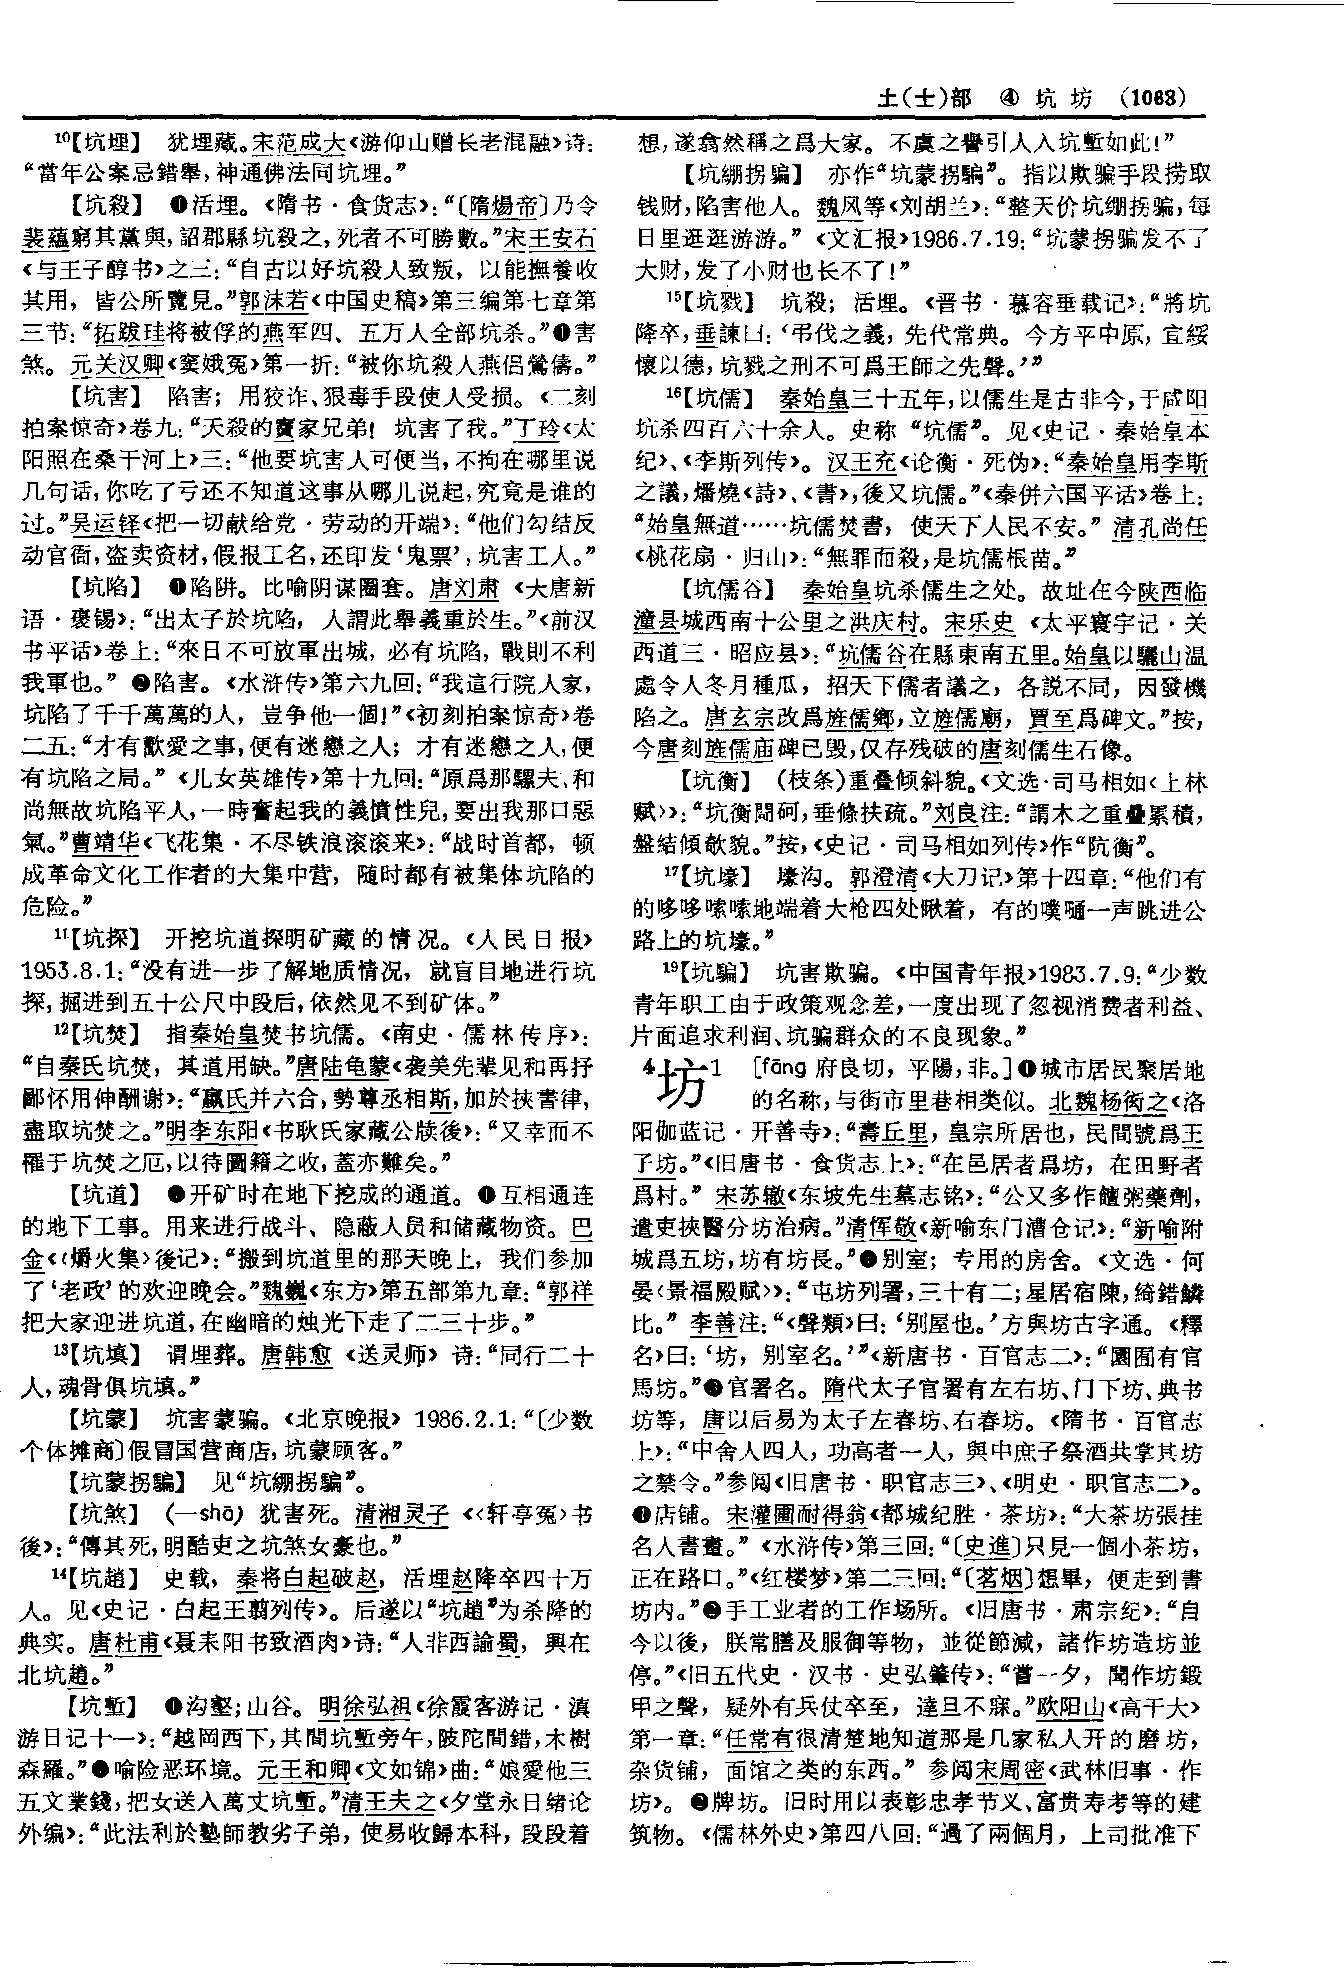 土(士)部 ④ 坑 坊 (1063)
¹⁰【坑埋】 犹埋藏。宋范成大《游仰山赠长老混融》诗:
“當年公案忌錯舉,神通佛法同坑埋。”
【坑殺】 ❶活埋。《隋书·食货志》:“〔隋煬帝〕乃令
裴蘊窮其黨與,詔郡縣坑殺之,死者不可勝數。”宋王安石
《与王子醇书》之三:“自古以好坑殺人致叛,以能撫養收
其用,皆公所覽見。”郭沫若《中国史稿》第三编第七章第
三节:“拓跋珪将被俘的燕军四、五万人全部坑杀。”❷害
煞。元关汉卿《窦娥冤》第一折:“被你坑殺人燕侣鶯儔。”
【坑害】 陷害;用狡诈、狠毒手段使人受损。《二刻
拍案惊奇》卷九:“天殺的竇家兄弟!坑害了我。”丁玲《太
阳照在桑干河上》三:“他要坑害人可便当,不拘在哪里说
几句话,你吃了亏还不知道这事从哪儿说起,究竟是谁的
过。”吴运铎《把一切献给党·劳动的开端》:“他们勾结反
动官衙,盗卖资材,假报工名,还印发‘鬼票’,坑害工人。”
【坑陷】 ❶陷阱。比喻阴谋圈套。唐刘肃《大唐新
语·褒锡》:“出太子於坑陷,人謂此舉義重於生。”《前汉
书平话》卷上:“來日不可放軍出城,必有坑陷,戰則不利
我軍也。”❷陷害。《水浒传》第六九回:“我這行院人家,
坑陷了千千萬萬的人,豈争他一個!”《初刻拍案惊奇》卷
二五:“才有歡愛之事,便有迷戀之人;才有迷戀之人,便
有坑陷之局。”《儿女英雄传》第十九回:“原爲那騾夫、和
尚無故坑陷平人,一時奮起我的義憤性兒,要出我那口惡
氣。”曹靖华《飞花集·不尽铁浪滚滚来》:“战时首都,顿
成革命文化工作者的大集中营,随时都有被集体坑陷的
危险。”
¹¹【坑探】 开挖坑道探明矿藏的情况。《人民日报》
1953.8.1:“没有进一步了解地质情况,就盲目地进行坑
探,掘进到五十公尺中段后,依然见不到矿体。”
¹²【坑焚】 指秦始皇焚书坑儒。《南史·儒林传序》:
“自秦氏坑焚,其道用缺。”唐陆龟蒙《袭美先辈见和再抒
鄙怀用伸酬谢》:“嬴氏并六合,勢尊丞相斯,加於挾書律,
盡取坑焚之。”明李东阳《书耿氏家藏公牍後》:“又幸而不
罹于坑焚之厄,以待圖籍之收,蓋亦難矣。”
【坑道】 ❶开矿时在地下挖成的通道。❷互相通连
的地下工事。用来进行战斗、隐蔽人员和储藏物资。巴
金《〈爝火集〉後记》:“搬到坑道里的那天晚上,我们参加
了‘老政’的欢迎晚会。”魏巍《东方》第五部第九章:“郭祥
把大家迎进坑道,在幽暗的烛光下走了二三十步。”
¹³【坑填】 谓埋葬。唐韩愈《送灵师》诗:“同行二十
人,魂骨俱坑填。”
【坑蒙】 坑害蒙骗。《北京晚报》1986.2.1:“〔少数
个体摊商〕假冒国营商店,坑蒙顾客。”
【坑蒙拐騙】 见“坑綳拐騙”。
【坑煞】 (—shā) 犹害死。清湘灵子《〈轩亭冤〉书
後》:“傳其死,明酷吏之坑煞女豪也。”
¹⁴【坑趙】 史载,秦将白起破赵,活埋赵降卒四十万
人。见《史记·白起王翦列传》。后遂以“坑趙”为杀降的
典实。唐杜甫《聂耒阳书致酒肉》诗:“人非西諭蜀,興在
北坑趙。”
【坑塹】 ❶沟壑;山谷。明徐弘祖《徐霞客游记·滇
游日记十一》:“越岡西下,其間坑塹旁午,陂陀間錯,木樹
森羅。”❷喻险恶环境。元王和卿《文如锦》曲:“娘愛他三
五文業錢,把女送入萬丈坑塹。”清王夫之《夕堂永日绪论
外编》:“此法利於塾師教劣子弟,使易收歸本科,段段着
想,遂翕然稱之爲大家。不虞之譽引人入坑塹如此!”
【坑綳拐騙】 亦作“坑蒙拐騙”。指以欺骗手段捞取
钱财,陷害他人。魏风等《刘胡兰》:“整天价坑绷拐骗,每
日里逛逛游游。”《文汇报》1986.7.19:“坑蒙拐骗发不了
大财,发了小财也长不了!”
¹⁵【坑戮】 坑殺;活埋。《晋书·慕容垂载记》:“將坑
降卒,垂諫曰:‘弔伐之義,先代常典。今方平中原,宜綏
懷以德,坑戮之刑不可爲王師之先聲。’”
¹⁶【坑儒】 秦始皇三十五年,以儒生是古非今,于咸阳
坑杀四百六十余人。史称“坑儒”。见《史记·秦始皇本
纪》、《李斯列传》。汉王充《论衡·死伪》:“秦始皇用李斯
之議,燔燒《詩》、《書》,後又坑儒。”《秦併六国平话》卷上:
“始皇無道……坑儒焚書,使天下人民不安。”清孔尚任
《桃花扇·归山》:“無罪而殺,是坑儒根苗。”
【坑儒谷】 秦始皇坑杀儒生之处。故址在今陕西临
潼县城西南十公里之洪庆村。宋乐史《太平寰宇记·关
西道三·昭应县》:“坑儒谷在縣東南五里。始皇以驪山温
處令人冬月種瓜,招天下儒者議之,各説不同,因發機
陷之。唐玄宗改爲旌儒鄉,立旌儒廟,賈至爲碑文。”按,
今唐刻旌儒庙碑已毁,仅存残破的唐刻儒生石像。
【坑衡】 (枝条)重叠倾斜貌。《文选·司马相如〈上林
赋〉》:“坑衡閜砢,垂條扶疏。”刘良注:“謂木之重疊累積,
盤结傾欹貌。”按,《史记·司马相如列传》作“阬衡”。
¹⁷【坑壕】 壕沟。郭澄清《大刀记》第十四章:“他们有
的哆哆嗦嗦地端着大枪四处瞅着,有的噗嗵一声跳进公
路上的坑壕。”
¹⁹【坑騙】 坑害欺骗。《中国青年报》1983.7.9:“少数
青年职工由于政策观念差,一度出现了忽视消费者利益、
片面追求利润、坑骗群众的不良现象。”
⁴坊¹ [fāng 府良切,平陽,非。]❶城市居民聚居地
的名称,与街市里巷相类似。北魏杨衒之《洛
阳伽蓝记·开善寺》:“壽丘里,皇宗所居也,民間號爲王
子坊。”《旧唐书·食货志上》:“在邑居者爲坊,在田野者
爲村。”宋苏辙《东坡先生墓志铭》:“公又多作饘粥藥劑,
遣吏挾醫分坊治病。”清恽敬《新喻东门漕仓记》:“新喻附
城爲五坊,坊有坊長。”❷别室;专用的房舍。《文选·何
晏〈景福殿赋〉》:“屯坊列署,三十有二;星居宿陳,绮錯鱗
比。”李善注:“《聲類》曰:‘别屋也。’方與坊古字通。《釋
名》曰:‘坊,别室名。’”《新唐书·百官志二》:“閑囿有官
馬坊。”❸官署名。隋代太子官署有左右坊、门下坊、典书
坊等,唐以后易为太子左春坊、右春坊。《隋书·百官志
上》:“中舍人四人,功高者一人,與中庶子祭酒共掌其坊
之禁令。”参阅《旧唐书·职官志三》、《明史·职官志二》。
❹店铺。宋灌圃耐得翁《都城纪胜·茶坊》:“大茶坊張挂
名人書畫。”《水浒传》第三回:“〔史進〕只見一個小茶坊,
正在路口。”《红楼梦》第二三回:“〔茗烟〕想畢,便走到書
坊内。”❺手工业者的工作场所。《旧唐书·肃宗纪》:“自
今以後,朕常膳及服御等物,並從節減,諸作坊造坊並
停。”《旧五代史·汉书·史弘肇传》:“嘗一夕,聞作坊鍛
甲之聲,疑外有兵仗卒至,達旦不寐。”欧阳山《高干大》
第一章:“任常有很清楚地知道那是几家私人开的磨坊,
杂货铺,面馆之类的东西。”参阅宋周密《武林旧事·作
坊》。❻牌坊。旧时用以表彰忠孝节义、富贵寿考等的建
筑物。《儒林外史》第四八回:“過了兩個月,上司批准下